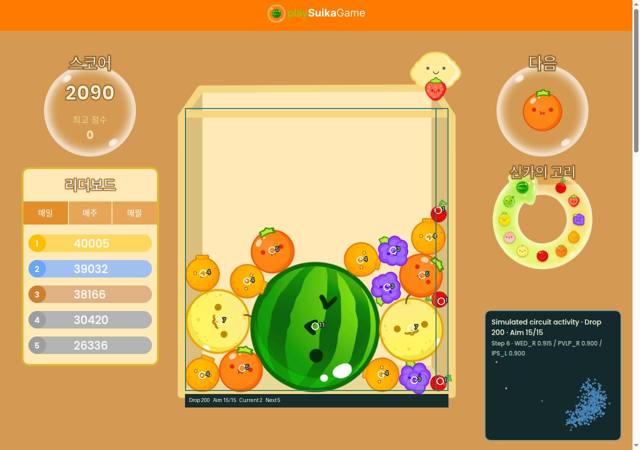 playSuikaGame
스코어
2090
최고 점수
0
리더보드
매일 매주 매월
1 40005
2 39032
3 38166
4 30420
5 26336
다음
산카의 고리
Simulated circuit activity · Drop
200 · Aim 15/15
Step 6 · WED_R 0.915 / PVLP_R 0.900 /
IPS_L 0.900
Drop 200 Aim 15/15 Current 2 Next 5